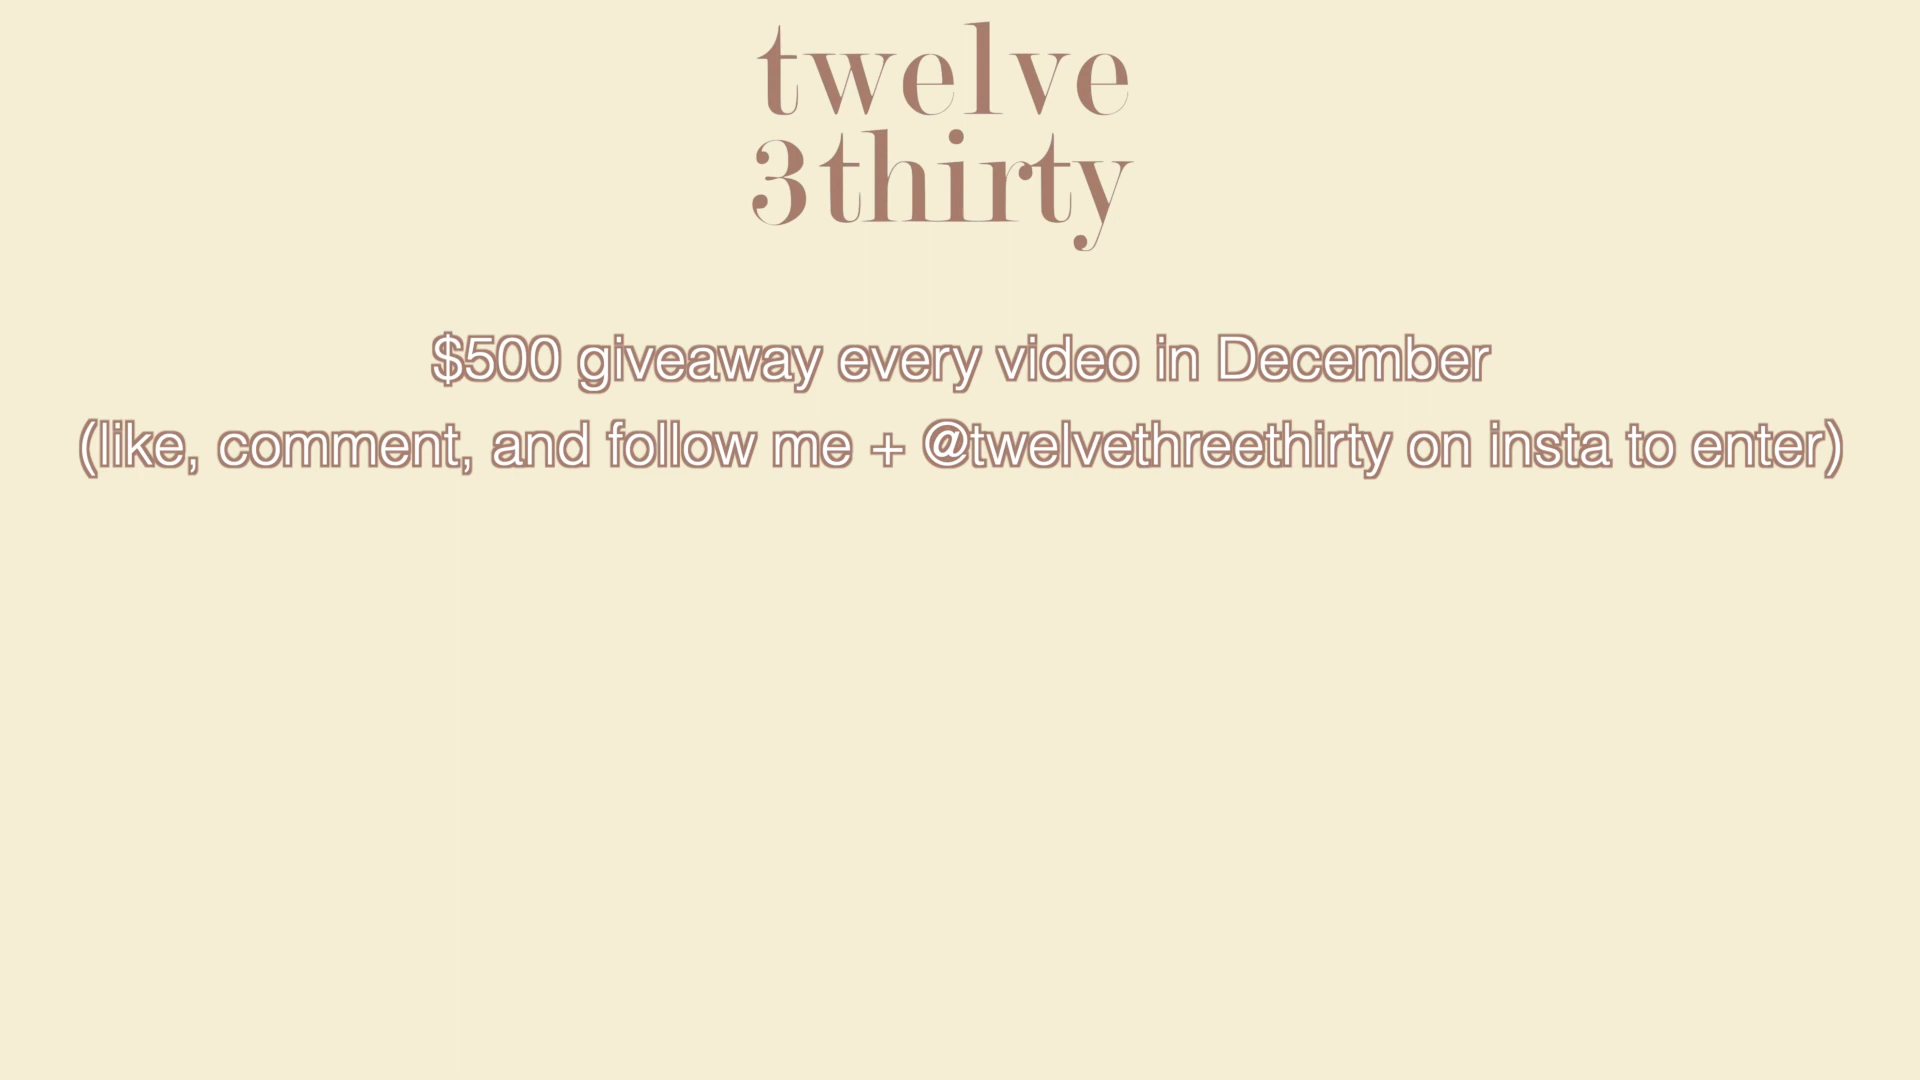 twelve
3thirty
$500 giveaway every video in December
(like, comment, and follow me + @twelvethreethirty on insta to enter)